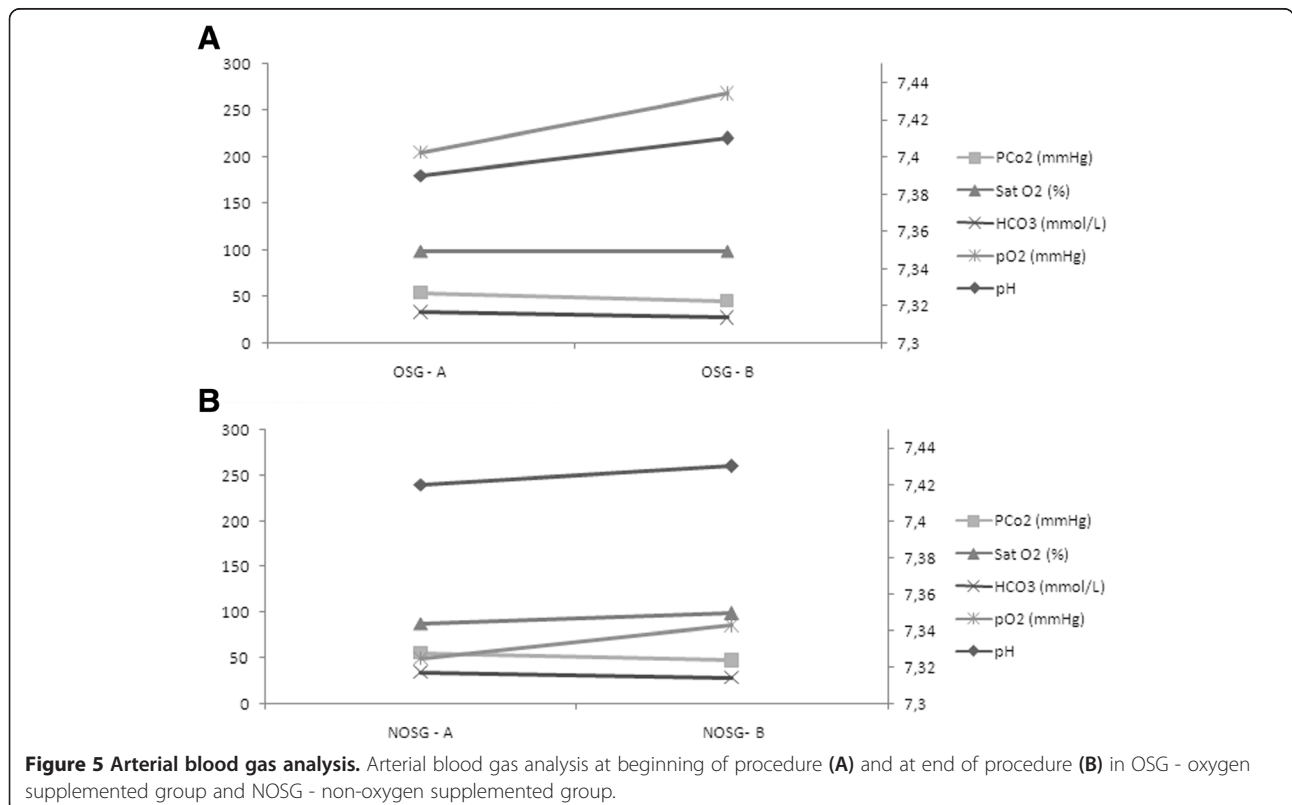 A
300
250
200
150
100
50
0
7,44
7,42
7,4
7,38
7,36
7,34
7,32
7,3
OSG - A
OSG - B
PCo2 (mmHg)
Sat O2 (%)
HCO3 (mmol/L)
pO2 (mmHg)
pH
B
300
250
200
150
100
50
0
7,44
7,42
7,4
7,38
7,36
7,34
7,32
7,3
NOSG - A
NOSG- B
PCo2 (mmHg)
Sat O2 (%)
HCO3 (mmol/L)
pO2 (mmHg)
pH
Figure 5 Arterial blood gas analysis. Arterial blood gas analysis at beginning of procedure (A) and at end of procedure (B) in OSG - oxygen
supplemented group and NOSG - non-oxygen supplemented group.